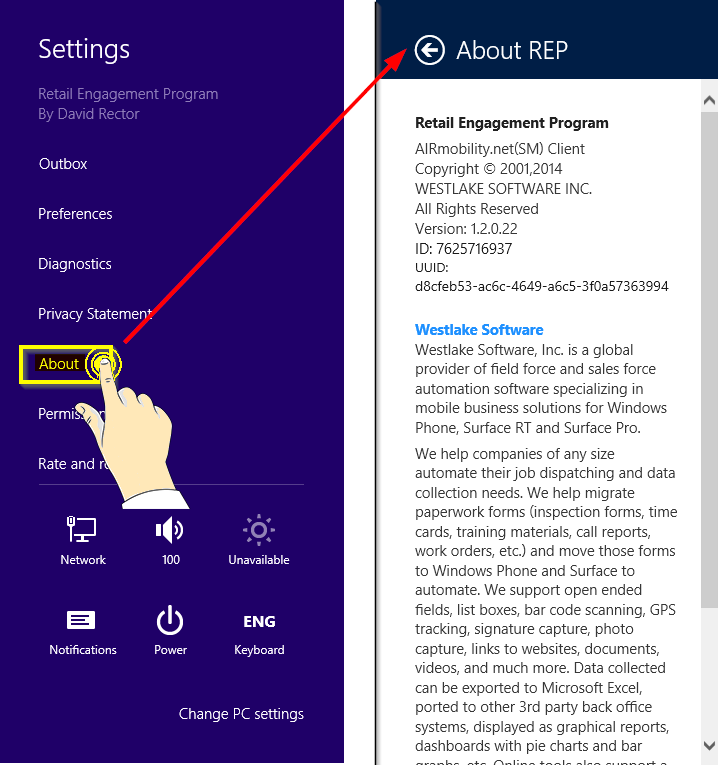 Settings
Retail Engagement Program
By David Rector
Outbox
Preferences
Diagnostics
Privacy Statement
About
Rate and
Network
100
Unavailable
Notifications
Power
ENG
Keyboard
Change PC settings
About REP
Retail Engagement Program
AIRmobility.net(SM) Client
Copyright © 2001,2014
WESTLAKE SOFTWARE INC.
All Rights Reserved
Version: 1.2.0.22
ID: 7625716937
UUID:
d8cfeb53-ac6c-4649-a6c5-3f0a57363994
Westlake Software
Westlake Software, Inc. is a global
provider of field force and sales force
automation software specializing in
mobile business solutions for Windows
Phone, Surface RT and Surface Pro.
We help companies of any size
automate their job dispatching and data
collection needs. We help migrate
paperwork forms (inspection forms, time
cards, training materials, call reports,
work orders, etc.) and move those forms
to Windows Phone and Surface to
automate. We support open ended
fields, list boxes, bar code scanning, GPS
tracking, signature capture, photo
capture, links to websites, documents,
videos, and much more. Data collected
can be exported to Microsoft Excel,
ported to other 3rd party back office
systems, displayed as graphical reports,
dashboards with pie charts and bar
graphs, etc. Online tools also support a